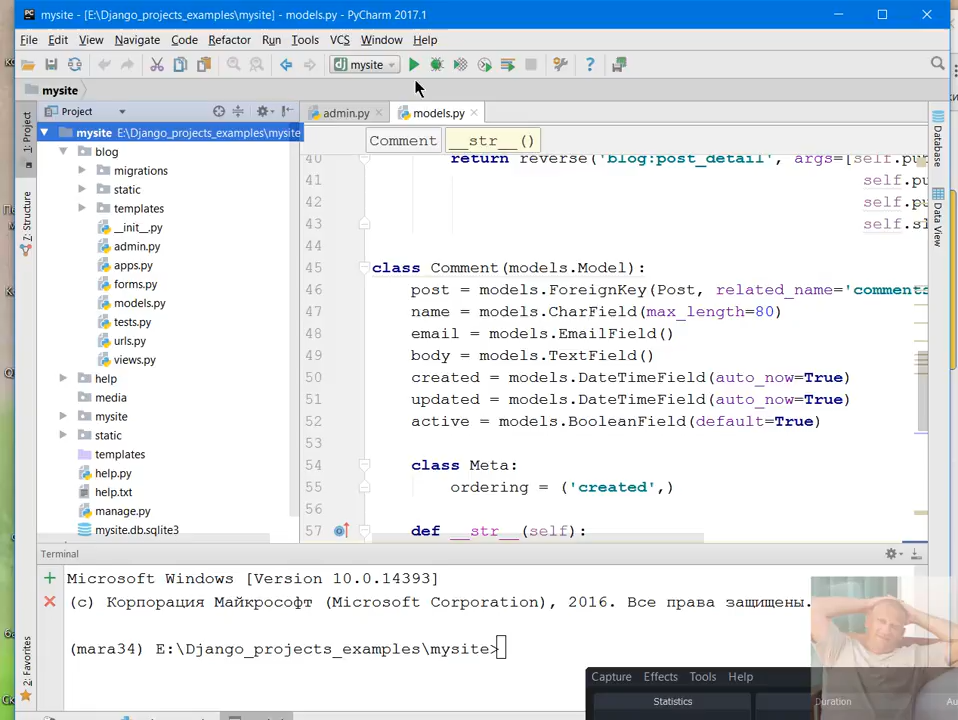 mysite - [E:\Django_projects_examples\mysite] - models.py - PyCharm 2017.1
File Edit View Navigate Code Refactor Run Tools VCS Window Help
mysite
mysite
Project
admin.py
models.py
1: Project
Z: Structure
2: Favorites
Database
Data View
mysite E:\Django_projects_examples\mysite
blog
migrations
static
templates
__init__.py
admin.py
apps.py
forms.py
models.py
tests.py
urls.py
views.py
help
media
mysite
static
templates
help.py
help.txt
manage.py
mysite.db.sqlite3
Comment __str__()
40 return reverse('blog:post_detail', args=[self.pu
41 self.pu
42 self.pu
43 self.sl
44
45 class Comment(models.Model):
46 post = models.ForeignKey(Post, related_name='comments
47 name = models.CharField(max_length=80)
48 email = models.EmailField()
49 body = models.TextField()
50 created = models.DateTimeField(auto_now=True)
51 updated = models.DateTimeField(auto_now=True)
52 active = models.BooleanField(default=True)
53
54 class Meta:
55 ordering = ('created',)
56
57 def __str__(self):
Terminal
Microsoft Windows [Version 10.0.14393]
(c) Корпорация Майкрософт (Microsoft Corporation), 2016. Все права защищены.
(mara34) E:\Django_projects_examples\mysite>
Capture Effects Tools Help
Statistics
Duration